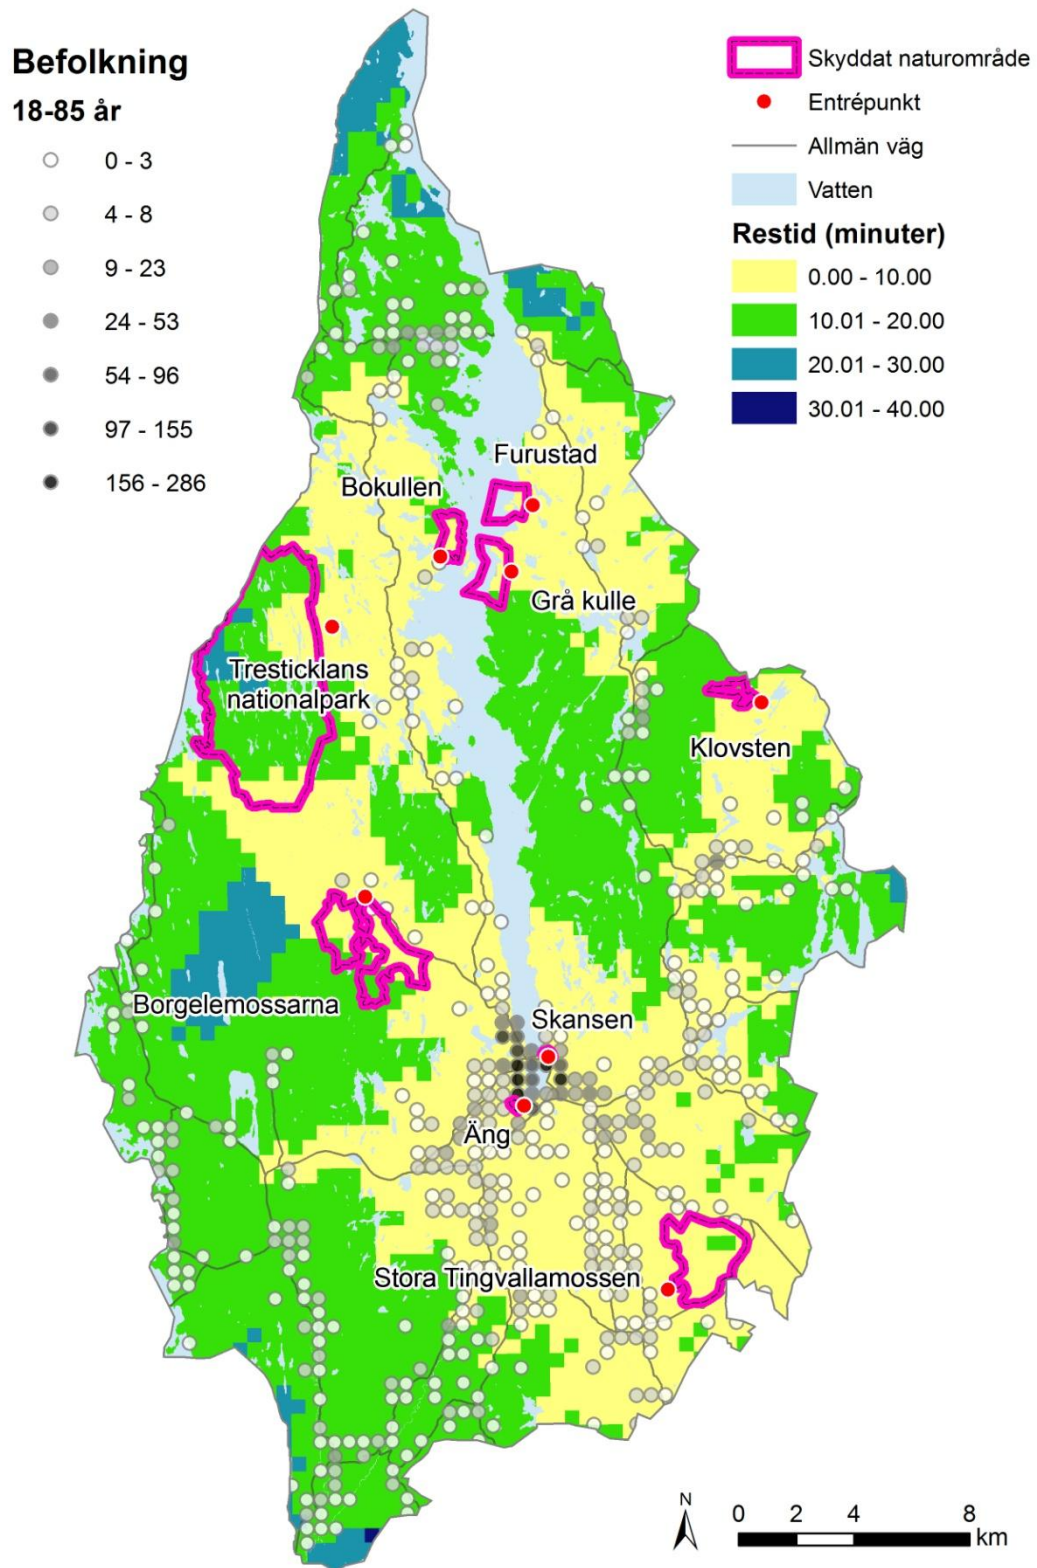 Befolkning
18-85 år
0 - 3
4 - 8
9 - 23
24 - 53
54 - 96
97 - 155
156 - 286
Skyddat naturområde
Entrépunkt
Allmän väg
Vatten
Restid (minuter)
0.00 - 10.00
10.01 - 20.00
20.01 - 30.00
30.01 - 40.00
Furustad
Bokullen
Grå kulle
Tresticklans
nationalpark
Klovsten
Borgelemossarna
Skansen
Äng
Stora Tingvallamossen
N
0 2 4 8
km